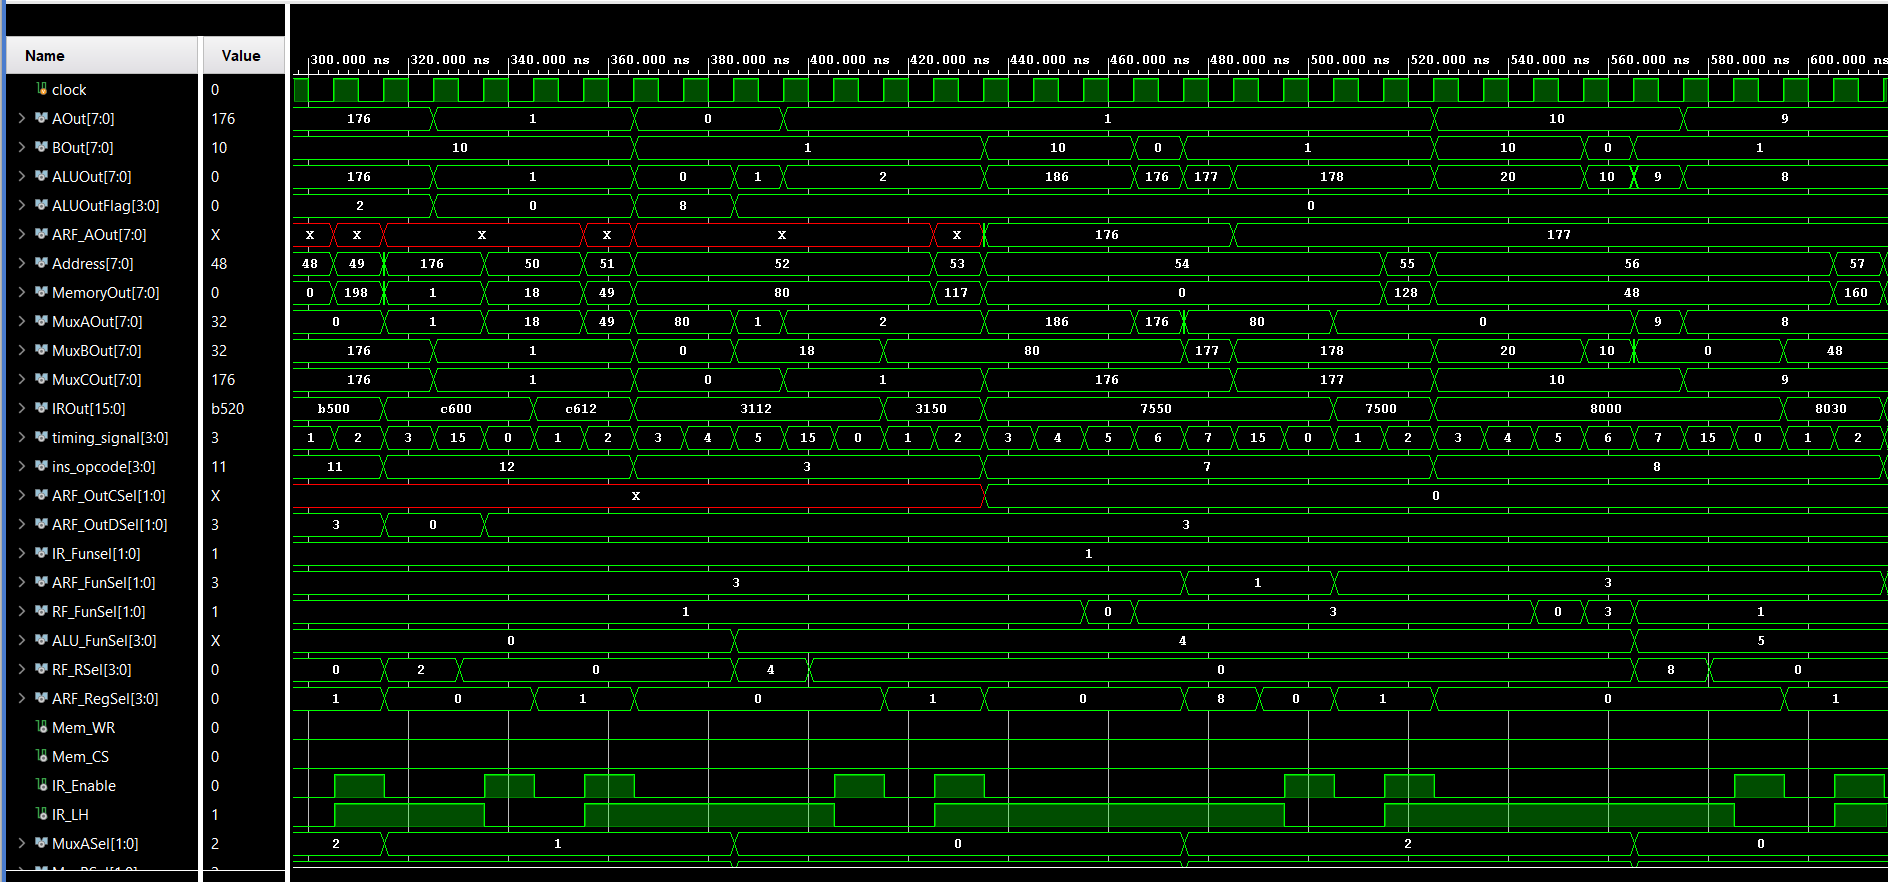 Name Value
300.000 ns 320.000 ns 340.000 ns 360.000 ns 380.000 ns 400.000 ns 420.000 ns 440.000 ns 460.000 ns 480.000 ns 500.000 ns 520.000 ns 540.000 ns 560.000 ns 580.000 ns 600.000 ns
clock 0
AOut[7:0] 176 176 1 0 1 10 9
BOut[7:0] 10 10 1 10 0 1 10 0 1
ALUOut[7:0] 0 176 1 0 1 2 186 176 177 178 20 10 9 8
ALUOutFlag[3:0] 0 2 0 8 0
ARF_AOut[7:0] X X X X X X X 176 177
Address[7:0] 48 48 49 176 50 51 52 53 54 55 56 57
MemoryOut[7:0] 0 0 198 1 18 49 80 117 0 128 48 160
MuxAOut[7:0] 32 0 1 18 49 80 1 2 186 176 80 0 9 8
MuxBOut[7:0] 32 176 1 0 18 80 177 178 20 10 0 48
MuxCOut[7:0] 176 176 1 0 1 176 177 10 9
IROut[15:0] b520 b500 c600 c612 3112 3150 7550 7500 8000 8030
timing_signal[3:0] 3 1 2 3 15 0 1 2 3 4 5 15 0 1 2 3 4 5 6 7 15 0 1 2 3 4 5 6 7 15 0 1 2
ins_opcode[3:0] 11 11 12 3 7 8
ARF_OutCSel[1:0] X X 0
ARF_OutDSel[1:0] 3 3 0 3
IR_Funsel[1:0] 1 1
ARF_FunSel[1:0] 3 3 1 3
RF_FunSel[1:0] 1 1 0 3 0 3 1
ALU_FunSel[3:0] X 0 4 5
RF_RSel[3:0] 0 0 2 0 4 0 8 0
ARF_RegSel[3:0] 0 1 0 1 0 1 0 8 0 1 0 1
Mem_WR 0
Mem_CS 0
IR_Enable 0
IR_LH 1
MuxASel[1:0] 2 2 1 0 2 0